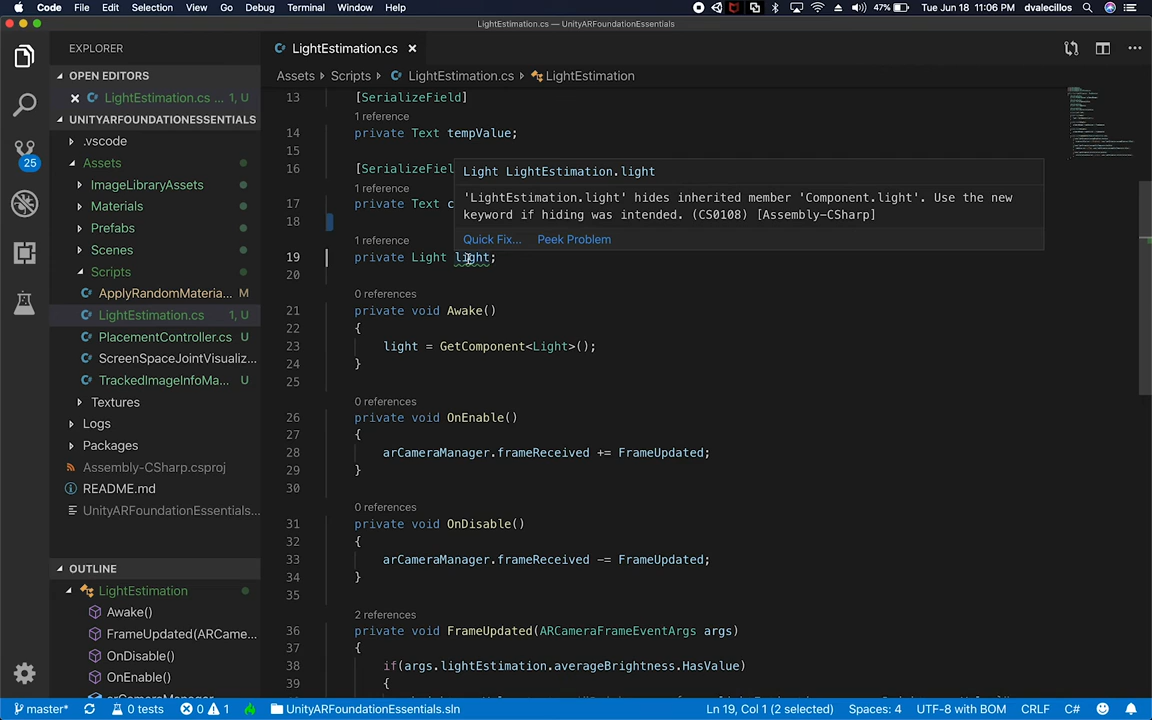 Code File Edit Selection View Go Debug Terminal Window Help 47% Tue Jun 18 11:06 PM dvalecillos
LightEstimation.cs — UnityARFoundationEssentials
EXPLORER
OPEN EDITORS
LightEstimation.cs ... 1, U
UNITYARFOUNDATIONESSENTIALS
.vscode
Assets
ImageLibraryAssets
Materials
Prefabs
Scenes
Scripts
ApplyRandomMateria... M
LightEstimation.cs 1, U
PlacementController.cs U
ScreenSpaceJointVisualiz...
TrackedImageInfoMa... U
Textures
Logs
Packages
Assembly-CSharp.csproj
README.md
UnityARFoundationEssentials...
OUTLINE
LightEstimation
Awake()
FrameUpdated(ARCame...
OnDisable()
OnEnable()
25
LightEstimation.cs
Assets Scripts LightEstimation.cs LightEstimation
13 [SerializeField]
1 reference
14 private Text tempValue;
15
16 [SerializeFiel
1 reference
17 private Text c
18
Light LightEstimation.light
'LightEstimation.light' hides inherited member 'Component.light'. Use the new
keyword if hiding was intended. (CS0108) [Assembly-CSharp]
Quick Fix... Peek Problem
1 reference
19 private Light light;
20
0 references
21 private void Awake()
22 {
23 light = GetComponent<Light>();
24 }
25
0 references
26 private void OnEnable()
27 {
28 arCameraManager.frameReceived += FrameUpdated;
29 }
30
0 references
31 private void OnDisable()
32 {
33 arCameraManager.frameReceived -= FrameUpdated;
34 }
35
2 references
36 private void FrameUpdated(ARCameraFrameEventArgs args)
37 {
38 if(args.lightEstimation.averageBrightness.HasValue)
39 {
master* 0 tests 0 1 UnityARFoundationEssentials.sln Ln 19, Col 1 (2 selected) Spaces: 4 UTF-8 with BOM CRLF C#